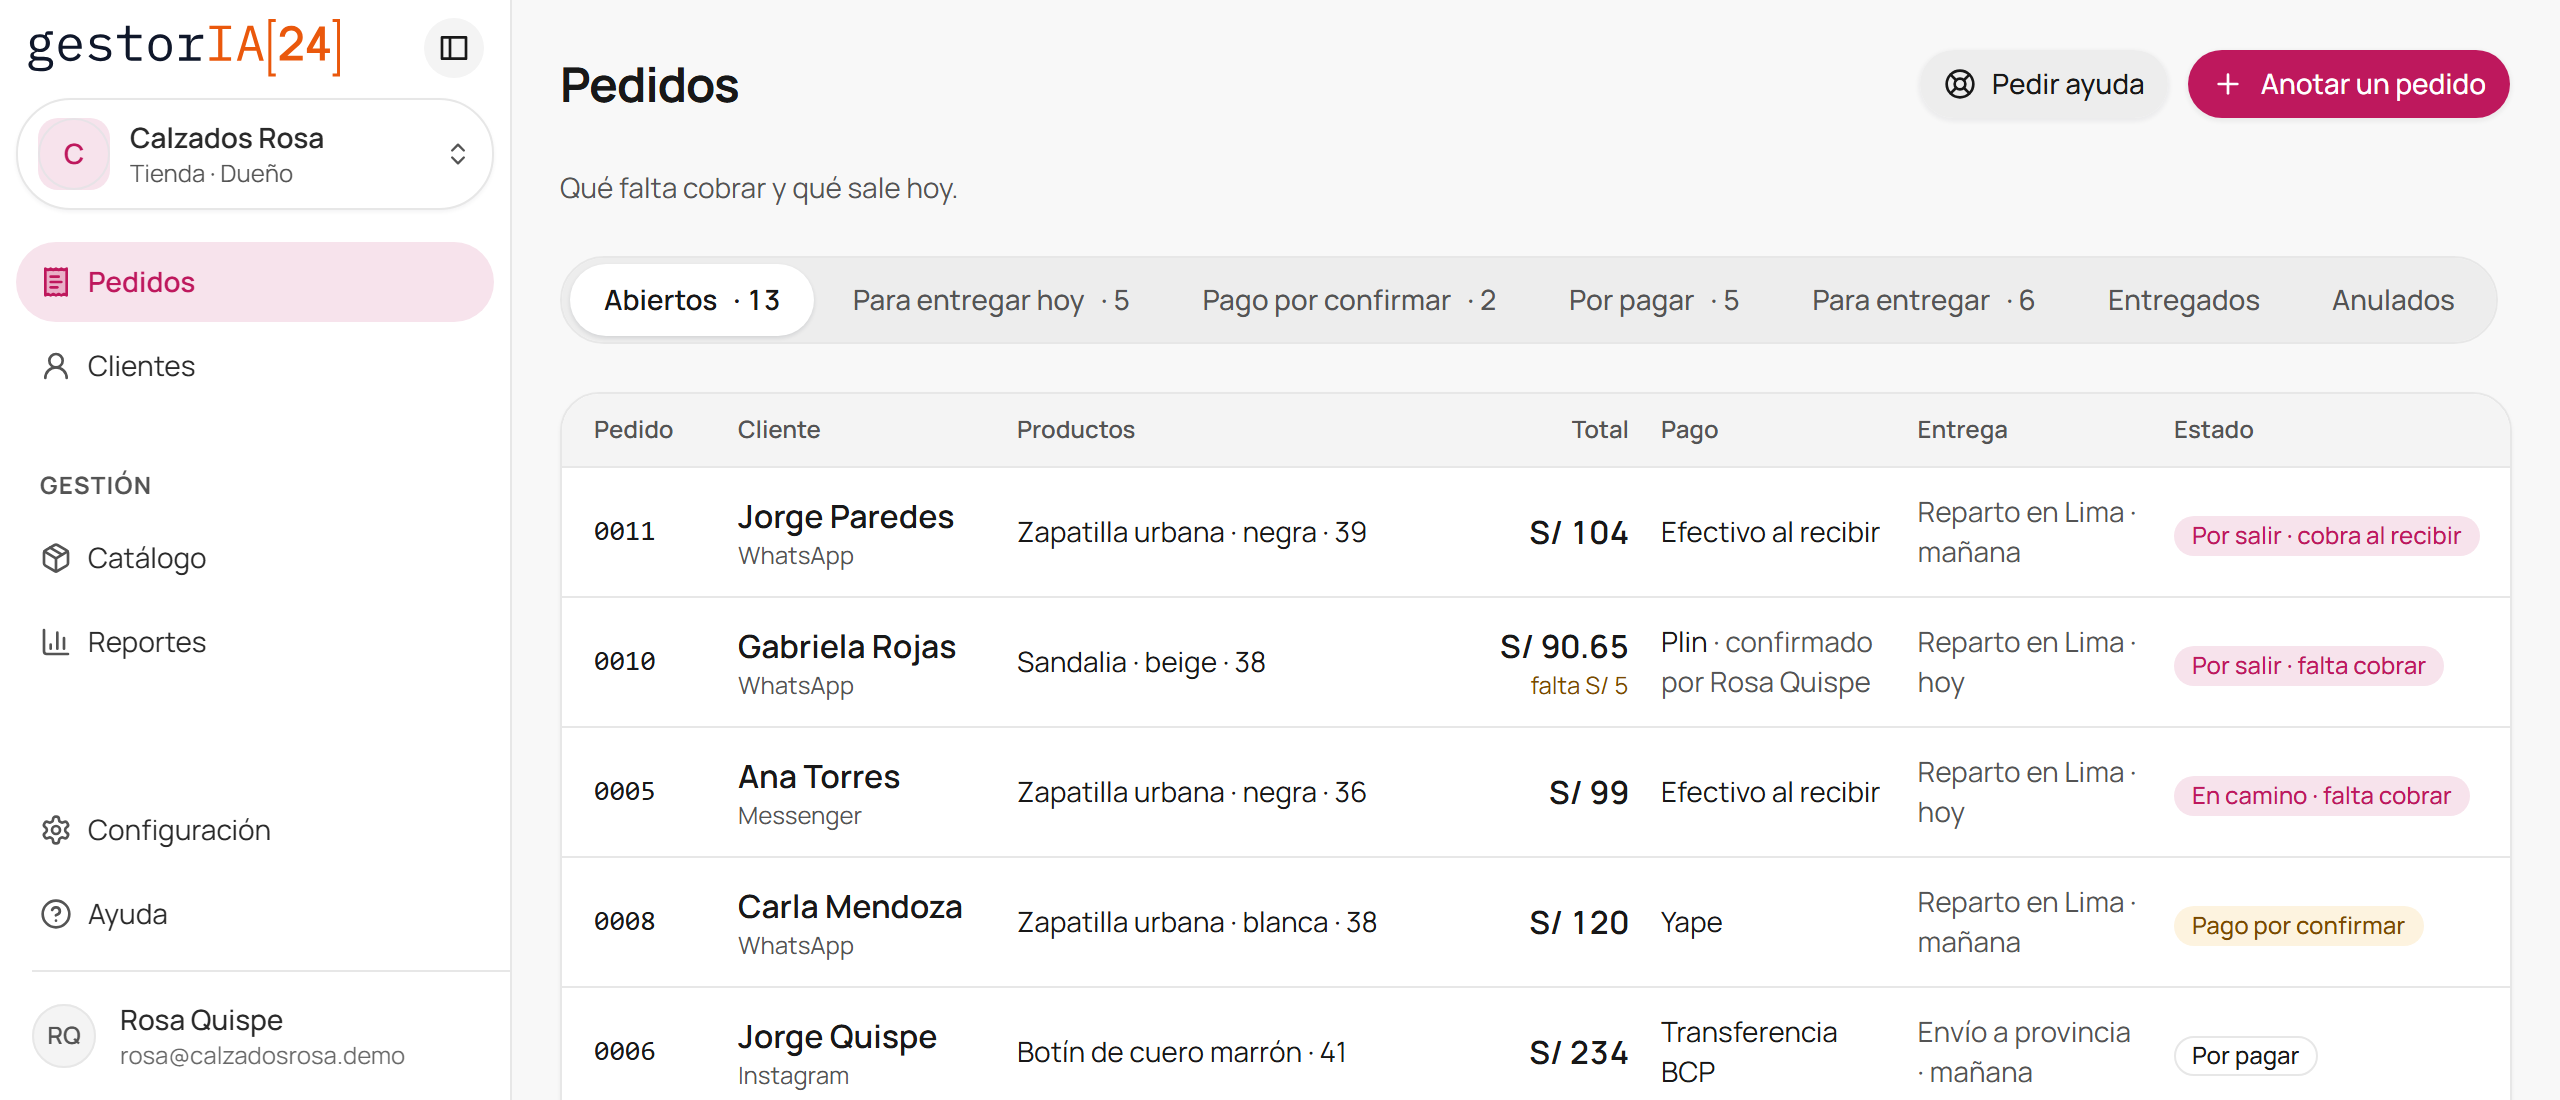 gestorIA[24]
C
Calzados Rosa
Tienda · Dueño
Pedidos
Clientes
GESTIÓN
Catálogo
Reportes
Configuración
Ayuda
RQ
Rosa Quispe
rosa@calzadosrosa.demo
Pedidos
Pedir ayuda
+ Anotar un pedido
Qué falta cobrar y qué sale hoy.
Abiertos · 13 Para entregar hoy · 5 Pago por confirmar · 2 Por pagar · 5 Para entregar · 6 Entregados Anulados
Pedido Cliente Productos Total Pago Entrega Estado
0011 Jorge Paredes Zapatilla urbana · negra · 39 S/ 104 Efectivo al recibir Reparto en Lima · Por salir · cobra al recibir
WhatsApp mañana
0010 Gabriela Rojas Sandalia · beige · 38 S/ 90.65 Plin · confirmado Reparto en Lima · Por salir · falta cobrar
WhatsApp falta S/ 5 por Rosa Quispe hoy
0005 Ana Torres Zapatilla urbana · negra · 36 S/ 99 Efectivo al recibir Reparto en Lima · En camino · falta cobrar
Messenger hoy
0008 Carla Mendoza Zapatilla urbana · blanca · 38 S/ 120 Yape Reparto en Lima · Pago por confirmar
WhatsApp mañana
0006 Jorge Quispe Botín de cuero marrón · 41 S/ 234 Transferencia Envío a provincia Por pagar
Instagram BCP · mañana